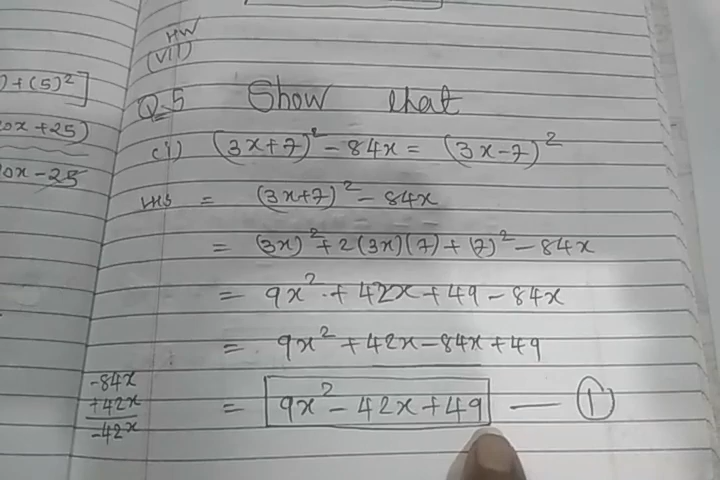 HW
(VII)
) + (5)²]
0x + 25)
0x - 25
Q.5 Show that
(i) (3x+7)² - 84x = (3x-7)²
LHS = (3x+7)² - 84x
= (3x)² + 2(3x)(7) + (7)² - 84x
= 9x² + 42x + 49 - 84x
= 9x² + 42x - 84x + 49
-84x
+42x
-42x
= 9x² - 42x + 49 — ①